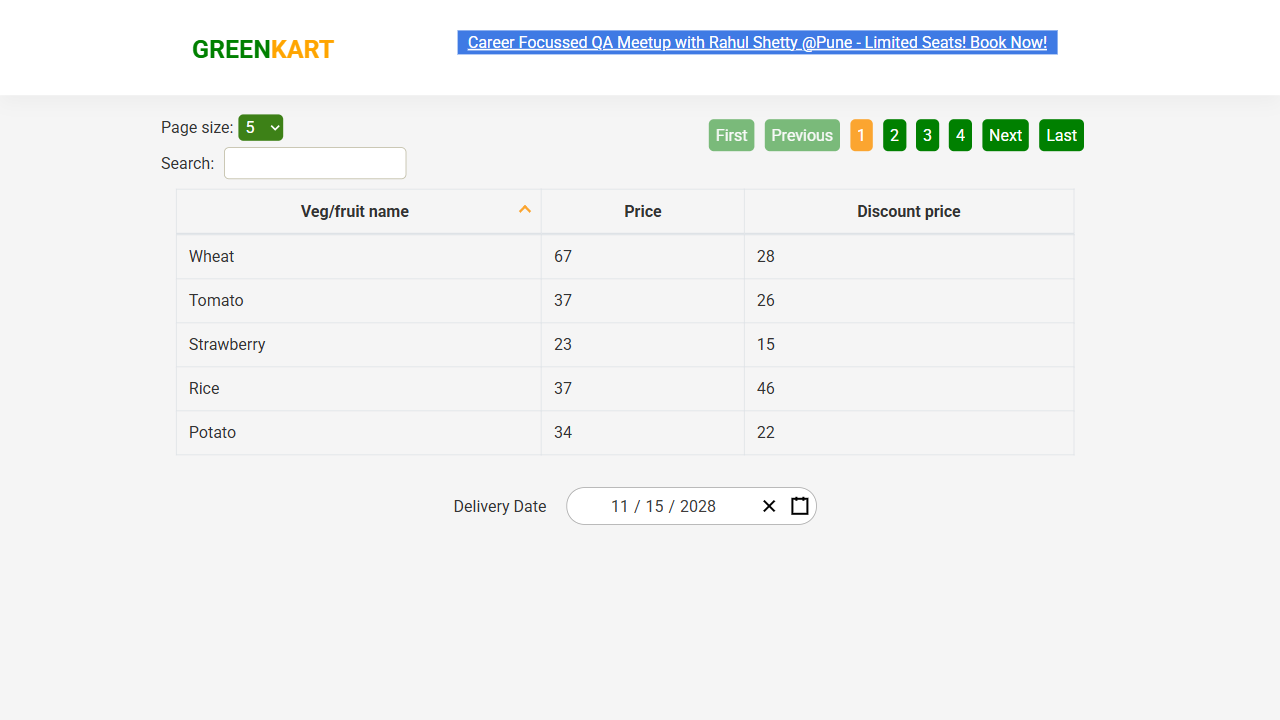 GREENKART
Career Focussed QA Meetup with Rahul Shetty @Pune - Limited Seats! Book Now!
Page size: 5
First Previous 1 2 3 4 Next Last
Search:
Veg/fruit name Price Discount price
Wheat 67 28
Tomato 37 26
Strawberry 23 15
Rice 37 46
Potato 34 22
Delivery Date 11 / 15 / 2028